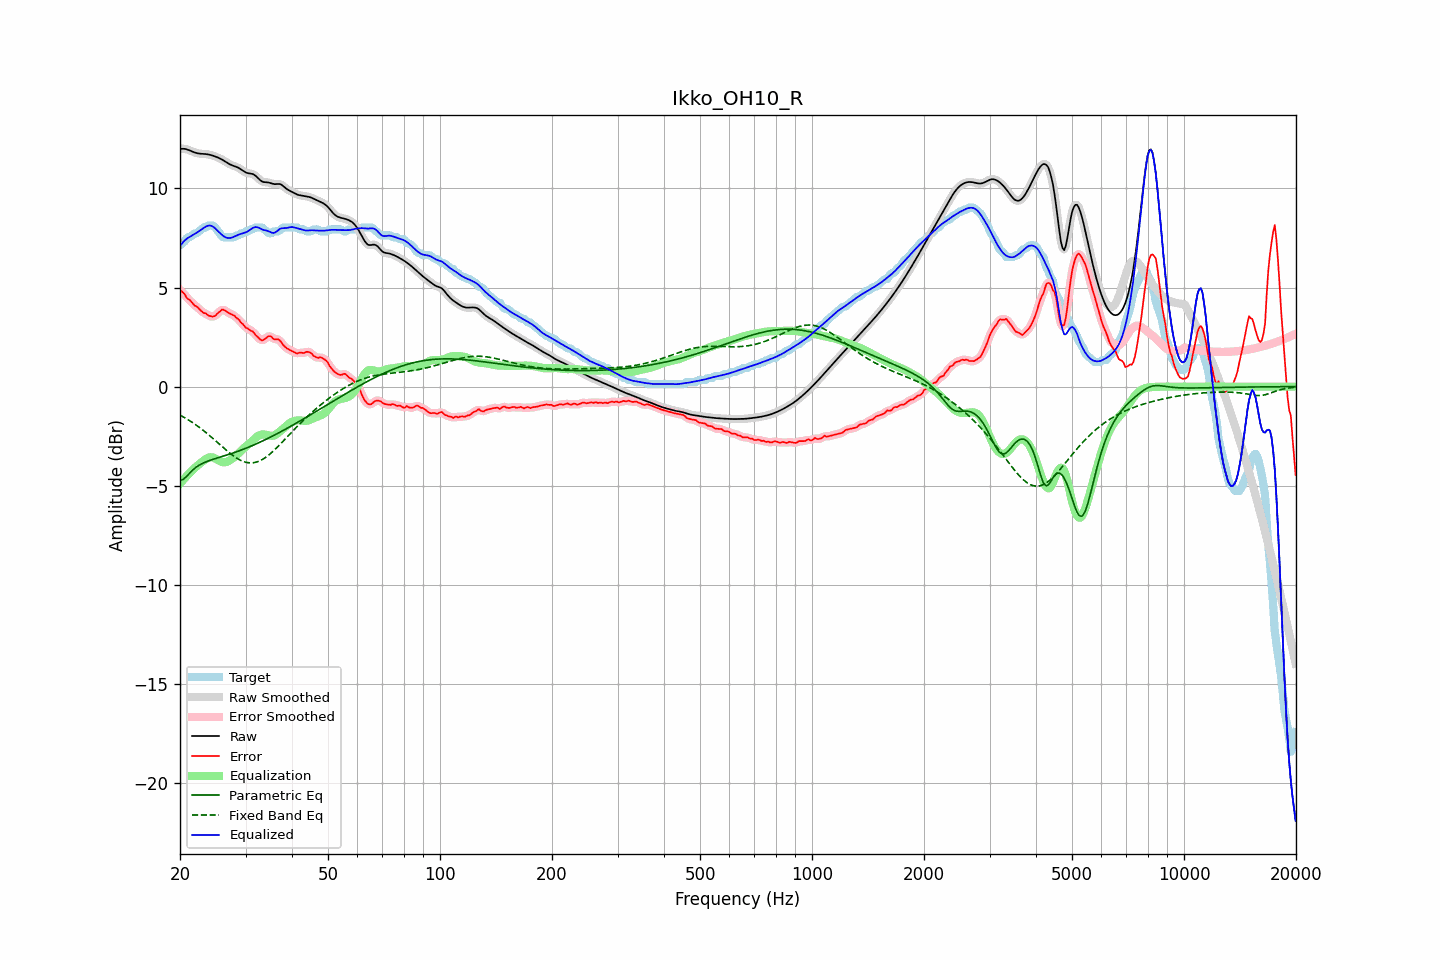 Ikko_OH10_R
Amplitude (dBr)
10
5
0
−5
−10
−15
−20
Target
Raw Smoothed
Error Smoothed
Raw
Error
Equalization
Parametric Eq
Fixed Band Eq
Equalized
20 50 100 200 500 1000 2000 5000 10000 20000
Frequency (Hz)